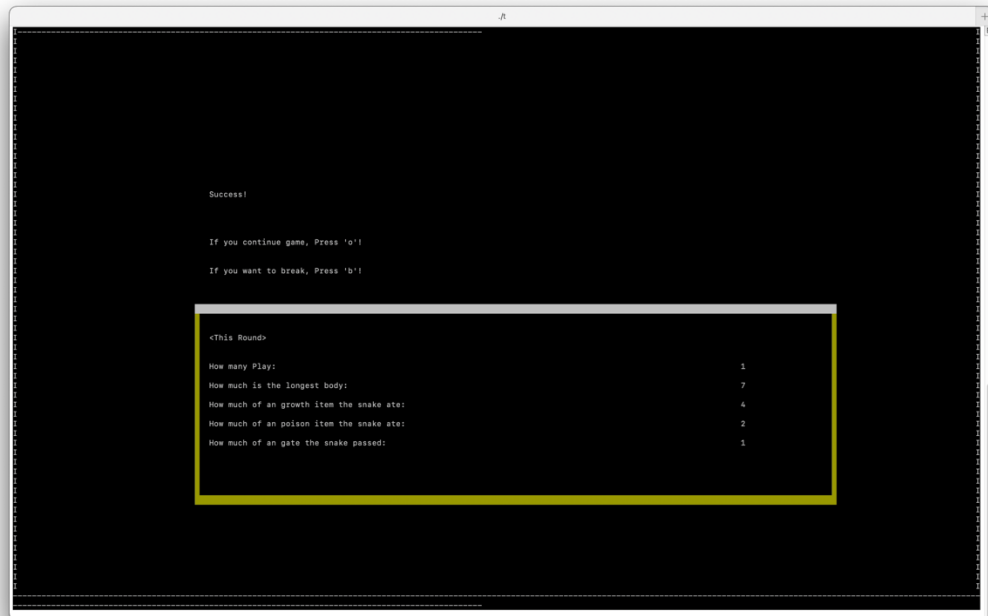 ./t
Success!
If you continue game, Press 'o'!
If you want to break, Press 'b'!
<This Round>
How many Play: 1
How much is the longest body: 7
How much of an growth item the snake ate: 4
How much of an poison item the snake ate: 2
How much of an gate the snake passed: 1